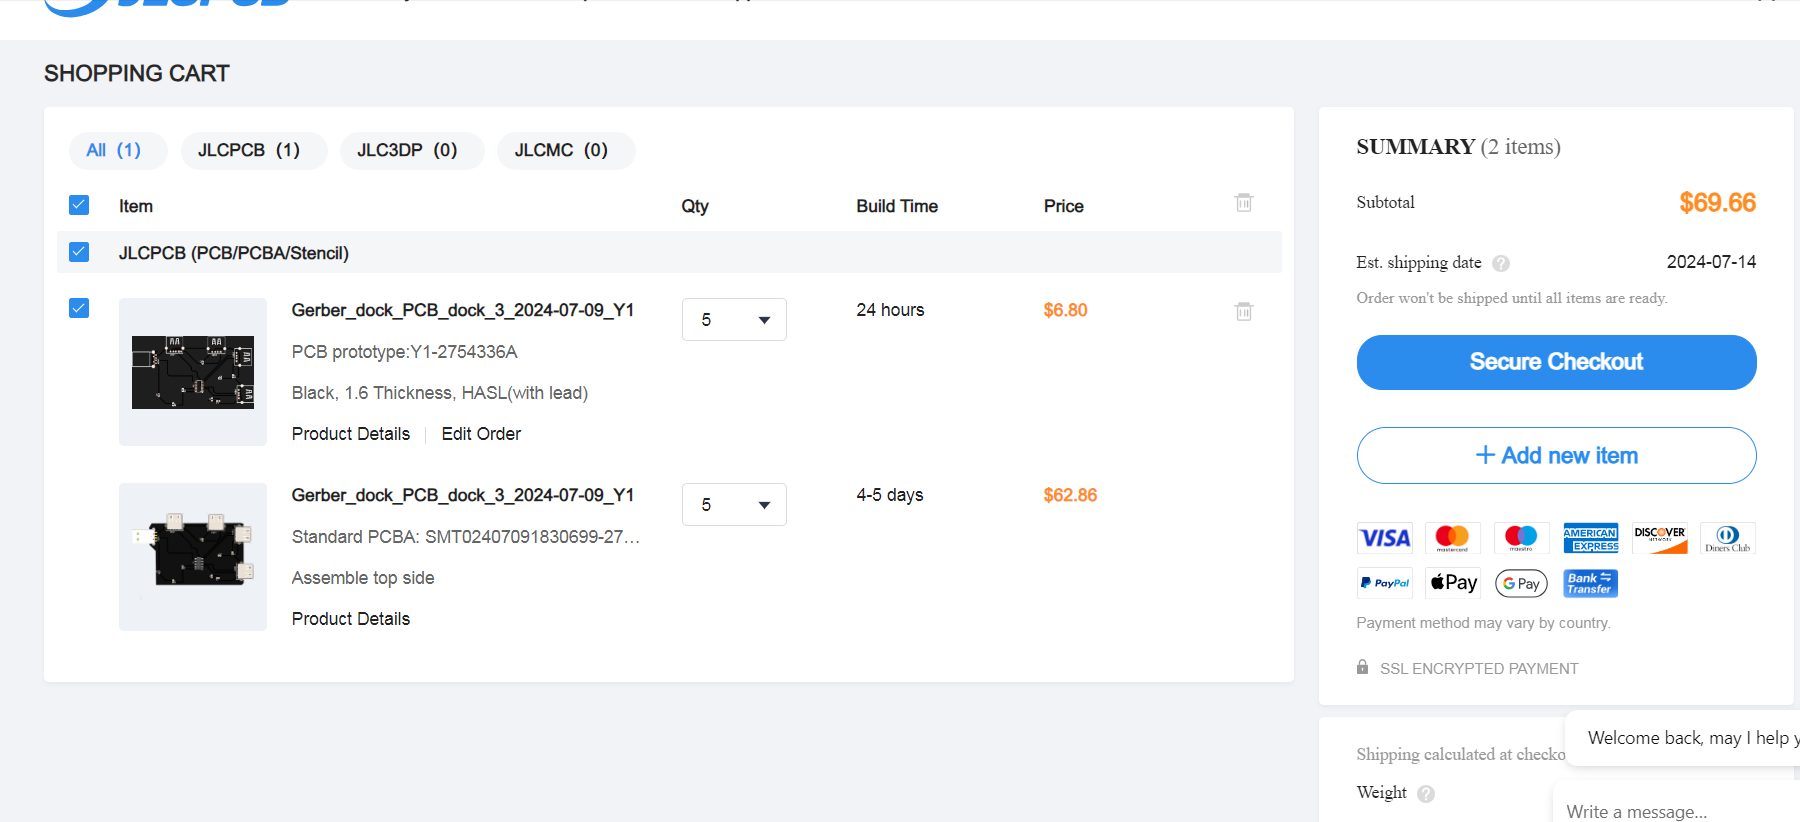 SHOPPING CART
All (1)
JLCPCB (1)
JLC3DP (0)
JLCMC (0)
Item
Qty
Build Time
Price
JLCPCB (PCB/PCBA/Stencil)
Gerber_dock_PCB_dock_3_2024-07-09_Y1
5
24 hours
$6.80
PCB prototype:Y1-2754336A
Black, 1.6 Thickness, HASL(with lead)
Product Details
Edit Order
Gerber_dock_PCB_dock_3_2024-07-09_Y1
5
4-5 days
$62.86
Standard PCBA: SMT02407091830699-27...
Assemble top side
Product Details
SUMMARY (2 items)
Subtotal
$69.66
Est. shipping date ?
2024-07-14
Order won't be shipped until all items are ready.
Secure Checkout
+ Add new item
VISA
mastercard
maestro
AMERICAN EXPRESS
DISCOVER NETWORK
Diners Club
PayPal
Pay
G Pay
Bank Transfer
Payment method may vary by country.
SSL ENCRYPTED PAYMENT
Shipping calculated at checko
Weight ?
Welcome back, may I help y
Write a message...